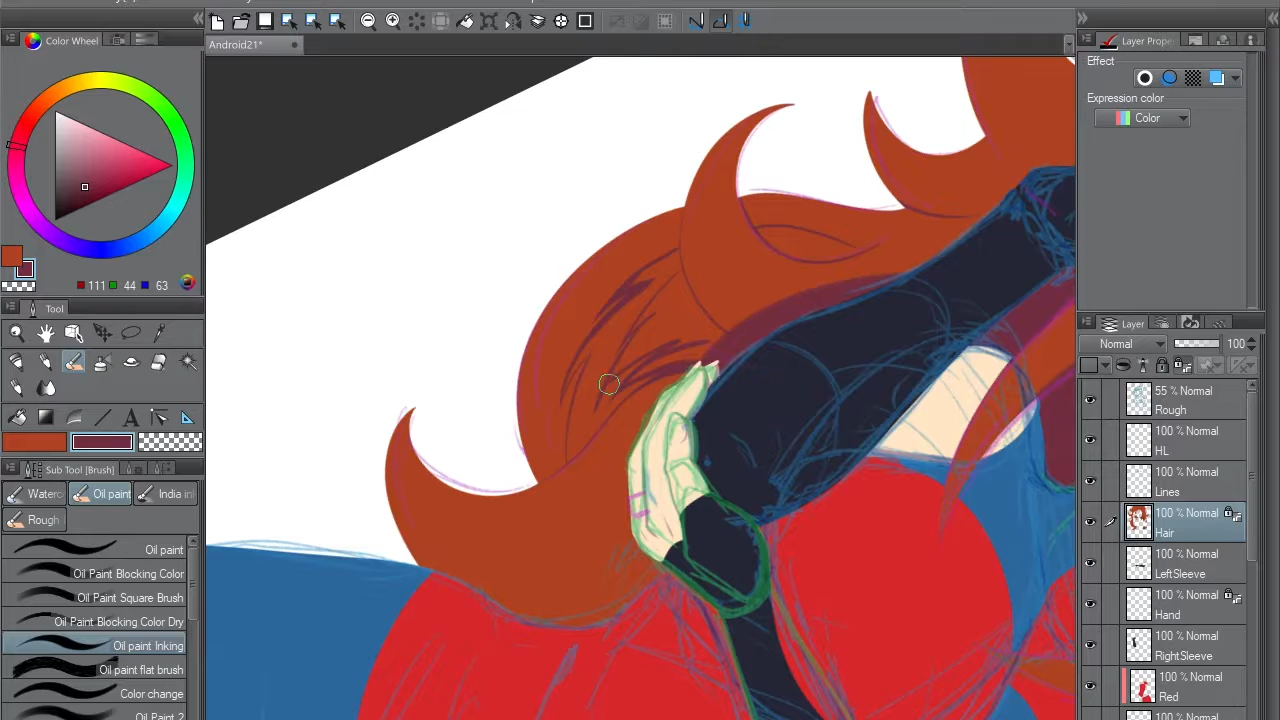 Android21*
Color Wheel
Layer Prope
Effect
Expression color
Color
111 44 63
Tool
A
Sub Tool [Brush]
Waterc Oil paint India in
Rough
Oil paint
Oil Paint Blocking Color
Oil Paint Square Brush
Oil Paint Blocking Color Dry
Oil paint Inking
Oil paint flat brush
Color change
Oil Paint 2
Layer
Normal 100
55 % Normal
Rough
100 % Normal
HL
100 % Normal
Lines
100 % Normal
Hair
100 % Normal
LeftSleeve
100 % Normal
Hand
100 % Normal
RightSleeve
100 % Normal
Red
100 % Normal